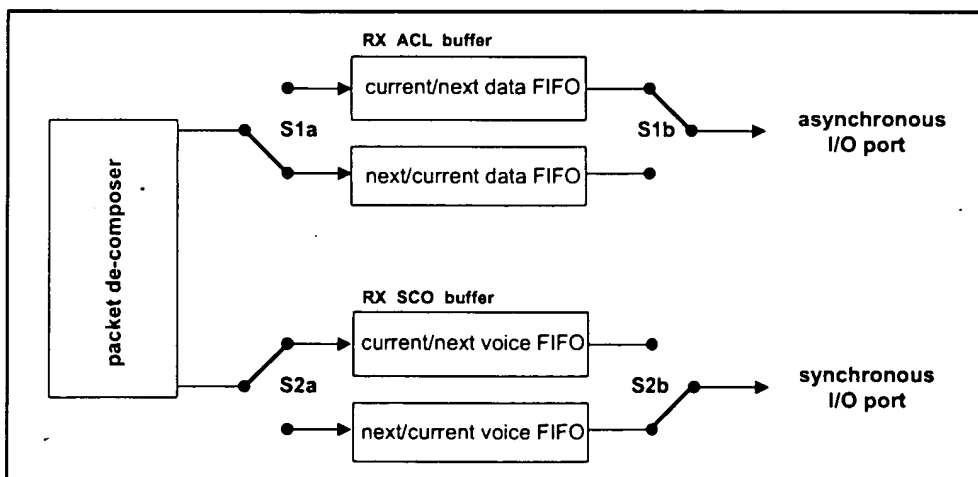 RX ACL buffer
current/next data FIFO
S1a
S1b
asynchronous
I/O port
next/current data FIFO
packet de-composer
RX SCO buffer
current/next voice FIFO
S2a
S2b
synchronous
I/O port
next/current voice FIFO